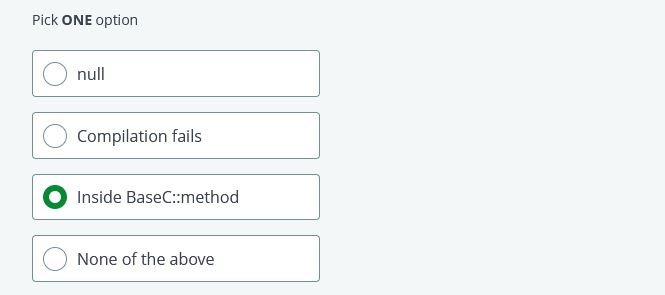 Pick ONE option
null
Compilation fails
Inside BaseC::method
None of the above